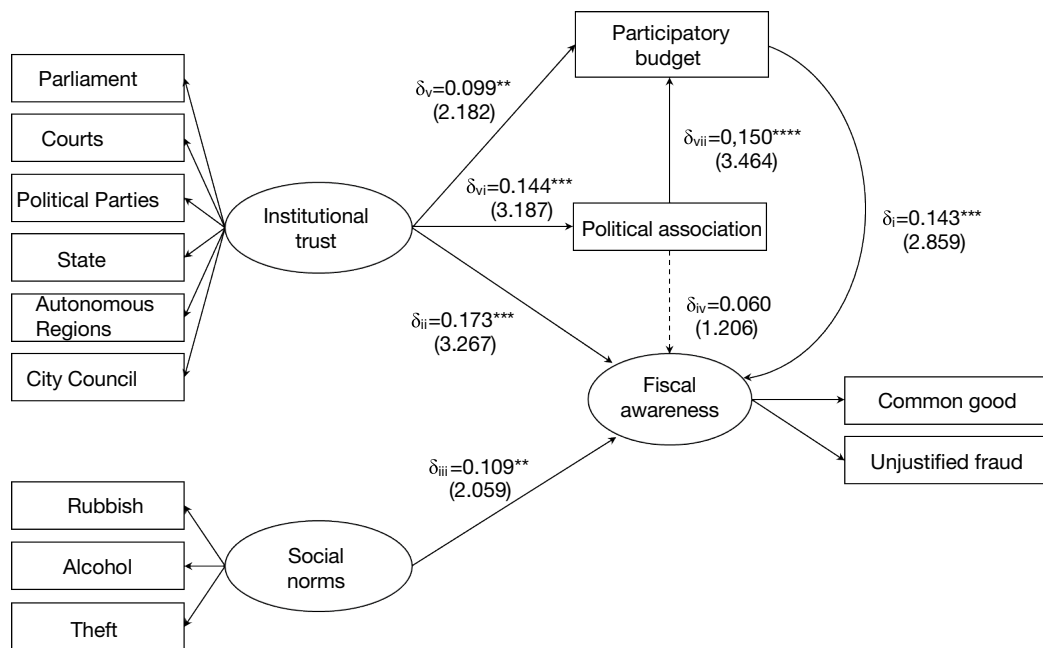 Participatory
budget
Parliament
Courts
Political Parties
State
Autonomous
Regions
City Council
Institutional
trust
δv=0.099**
(2.182)
δvi=0.144***
(3.187)
δvii=0,150****
(3.464)
Political association
δi=0.143***
(2.859)
δii=0.173***
(3.267)
δiv=0.060
(1.206)
Fiscal
awareness
Common good
Unjustified fraud
δiii=0.109**
(2.059)
Rubbish
Alcohol
Theft
Social
norms